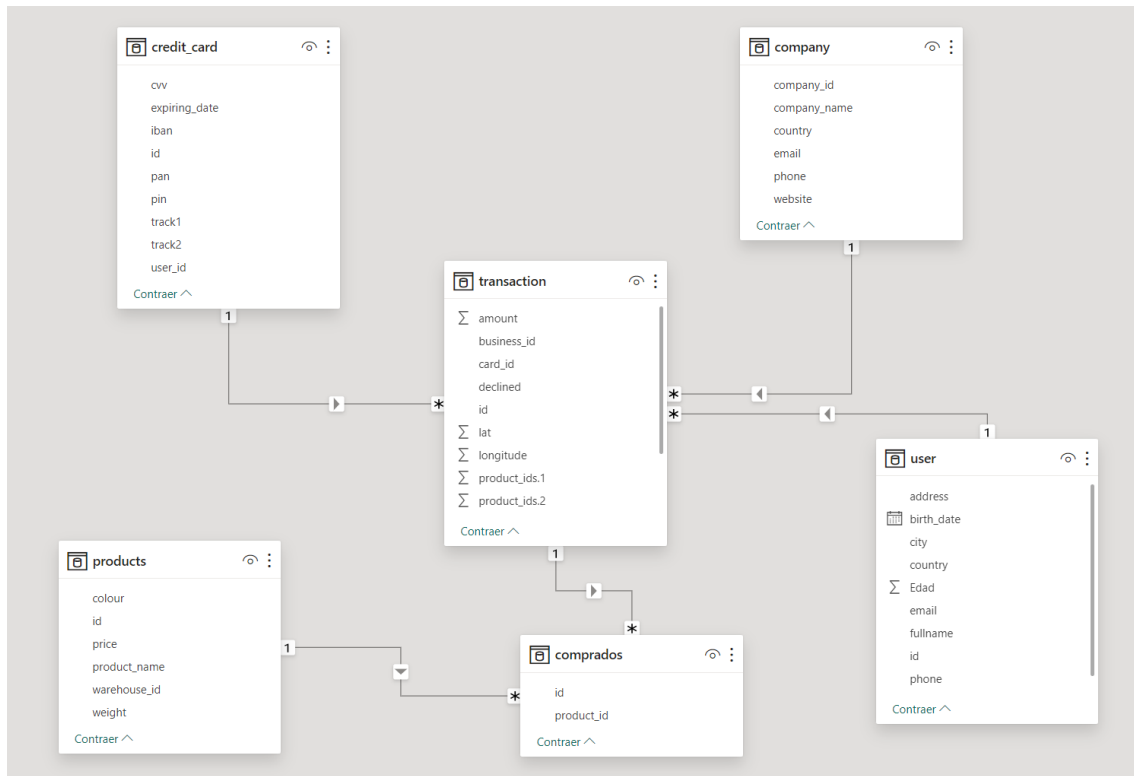 credit_card
cvv
expiring_date
iban
id
pan
pin
track1
track2
user_id
Contraer
1
company
company_id
company_name
country
email
phone
website
Contraer
1
transaction
Σ amount
business_id
card_id
declined
id
Σ lat
Σ longitude
Σ product_ids.1
Σ product_ids.2
Contraer
1
*
*
*
1
user
address
birth_date
city
country
Σ Edad
email
fullname
id
phone
Contraer
products
colour
id
price
product_name
warehouse_id
weight
Contraer
1
*
*
comprados
id
product_id
Contraer